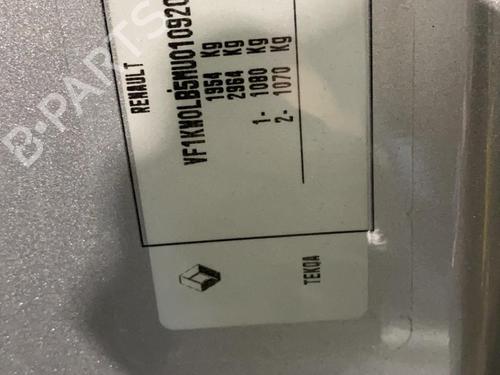 RENAULT
VF1KW0LB5MU010920
1954 Kg
2964 Kg
1- 1080 Kg
2- 1070 Kg
TEKQA
B-PARTS